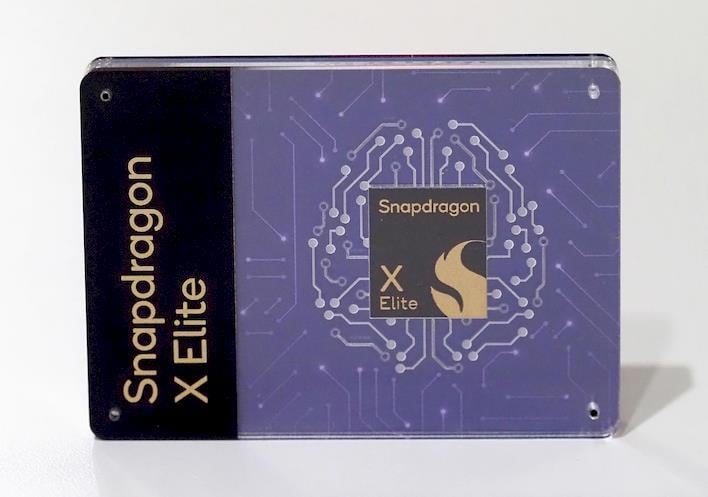 Snapdragon
X Elite
Snapdragon
X
Elite